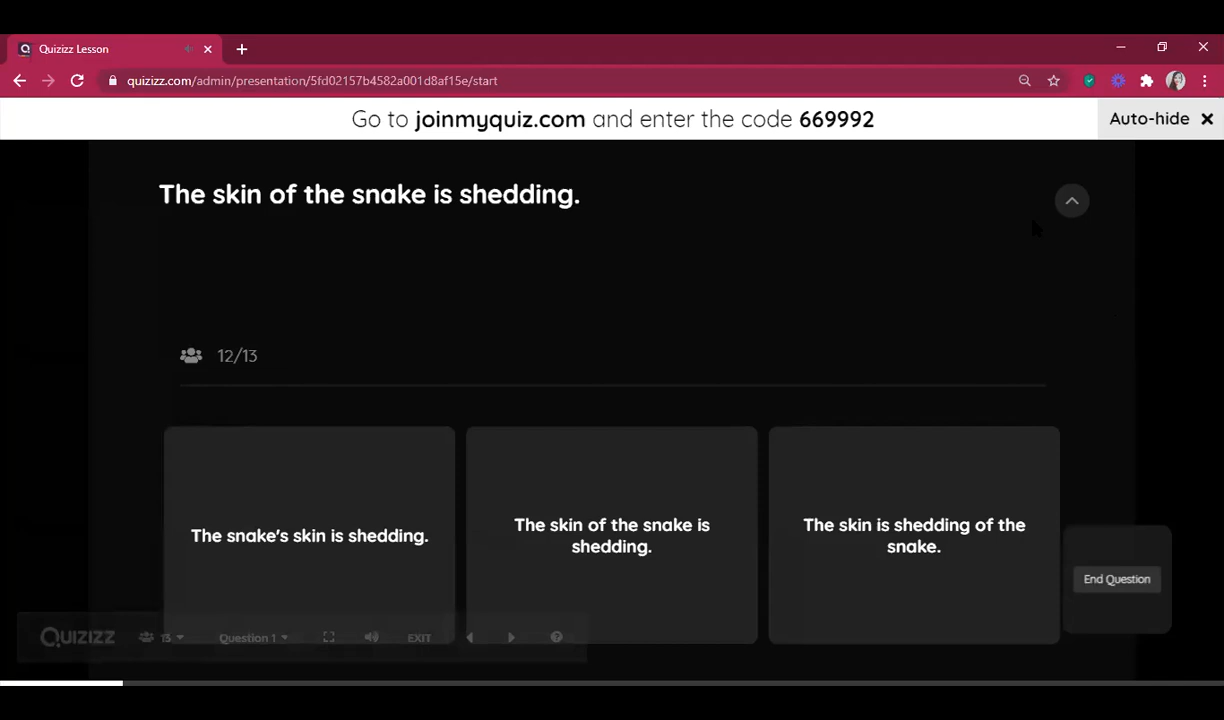 Quizizz Lesson
quizizz.com/admin/presentation/5fd02157b4582a001d8af15e/start
Go to joinmyquiz.com and enter the code 669992
Auto-hide
The skin of the snake is shedding.
12/13
The snake's skin is shedding.
The skin of the snake is
shedding.
The skin is shedding of the
snake.
End Question
QUIZIZZ
13
Question 1
EXIT